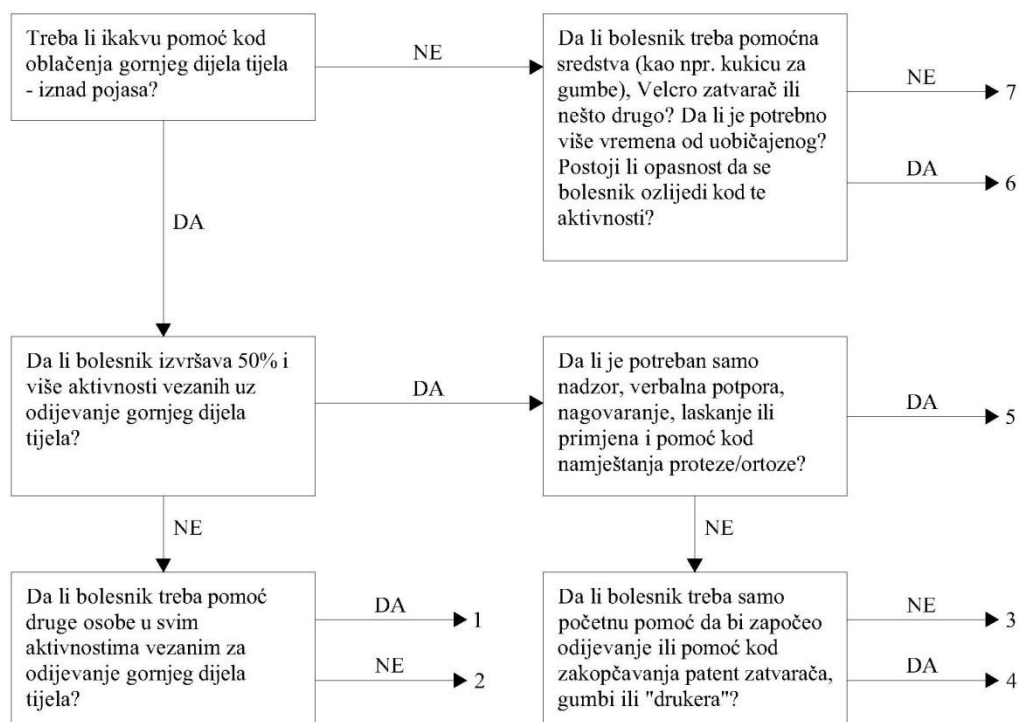 Treba li ikakvu pomoć kod
oblačenja gornjeg dijela tijela
- iznad pojasa?
NE
Da li bolesnik treba pomoćna
sredstva (kao npr. kukicu za
gumbe), Velcro zatvarač ili
nešto drugo? Da li je potrebno
više vremena od uobičajenog?
Postoji li opasnost da se
bolesnik ozlijedi kod te
aktivnosti?
NE
7
DA
6
DA
Da li bolesnik izvršava 50% i
više aktivnosti vezanih uz
odijevanje gornjeg dijela
tijela?
DA
Da li je potreban samo
nadzor, verbalna potpora,
nagovaranje, laskanje ili
primjena i pomoć kod
namještanja proteze/ortoze?
DA
5
NE
NE
Da li bolesnik treba pomoć
druge osobe u svim
aktivnostima vezanim za
odijevanje gornjeg dijela
tijela?
DA
1
NE
2
Da li bolesnik treba samo
početnu pomoć da bi započeo
odijevanje ili pomoć kod
zakopčavanja patent zatvarača,
gumbi ili "drukera"?
NE
3
DA
4